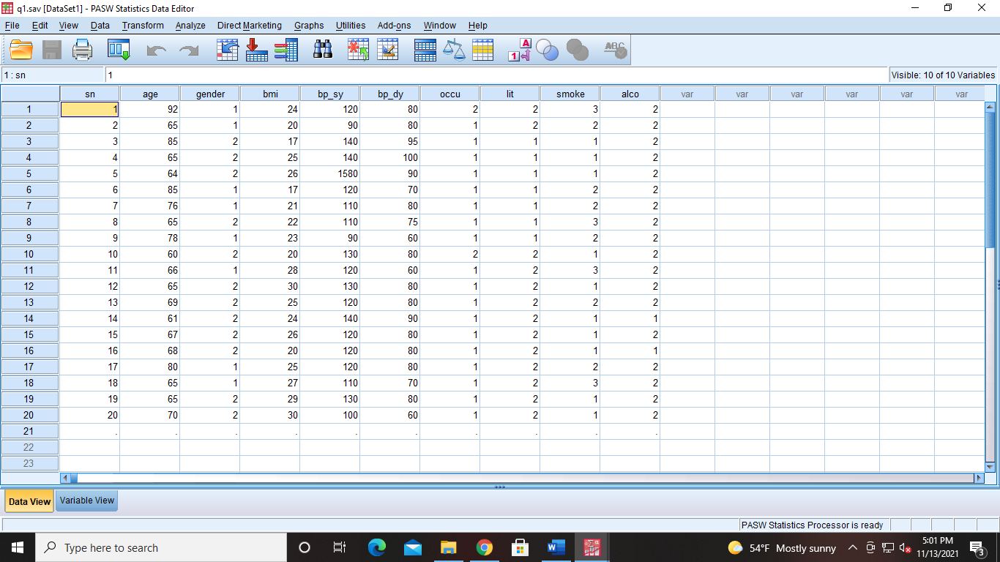 q1.sav [DataSet1] - PASW Statistics Data Editor
File Edit View Data Transform Analyze Direct Marketing Graphs Utilities Add-ons Window Help
1 A ABC
1 : sn 1 Visible: 10 of 10 Variables
sn age gender bmi bp_sy bp_dy occu lit smoke alco var var var var var var
1 1 92 1 24 120 80 2 2 3 2
2 2 65 1 20 90 80 1 2 2 2
3 3 85 2 17 140 95 1 1 1 2
4 4 65 2 25 140 100 1 1 1 2
5 5 64 2 26 1580 90 1 1 1 2
6 6 85 1 17 120 70 1 1 2 2
7 7 76 1 21 110 80 1 1 2 2
8 8 65 2 22 110 75 1 1 3 2
9 9 78 1 23 90 60 1 1 2 2
10 10 60 2 20 130 80 2 2 1 2
11 11 66 1 28 120 60 1 2 3 2
12 12 65 2 30 130 80 1 2 1 2
13 13 69 2 25 120 80 1 2 2 2
14 14 61 2 24 140 90 1 2 1 1
15 15 67 2 26 120 80 1 2 1 2
16 16 68 2 20 120 80 1 2 1 1
17 17 80 1 25 120 80 1 2 2 2
18 18 65 1 27 110 70 1 2 3 2
19 19 65 2 29 130 80 1 2 1 2
20 20 70 2 30 100 60 1 2 1 2
21 . . . . . . . . . .
22
23
Data View Variable View
PASW Statistics Processor is ready
Type here to search 54°F Mostly sunny 5:01 PM
11/13/2021 3